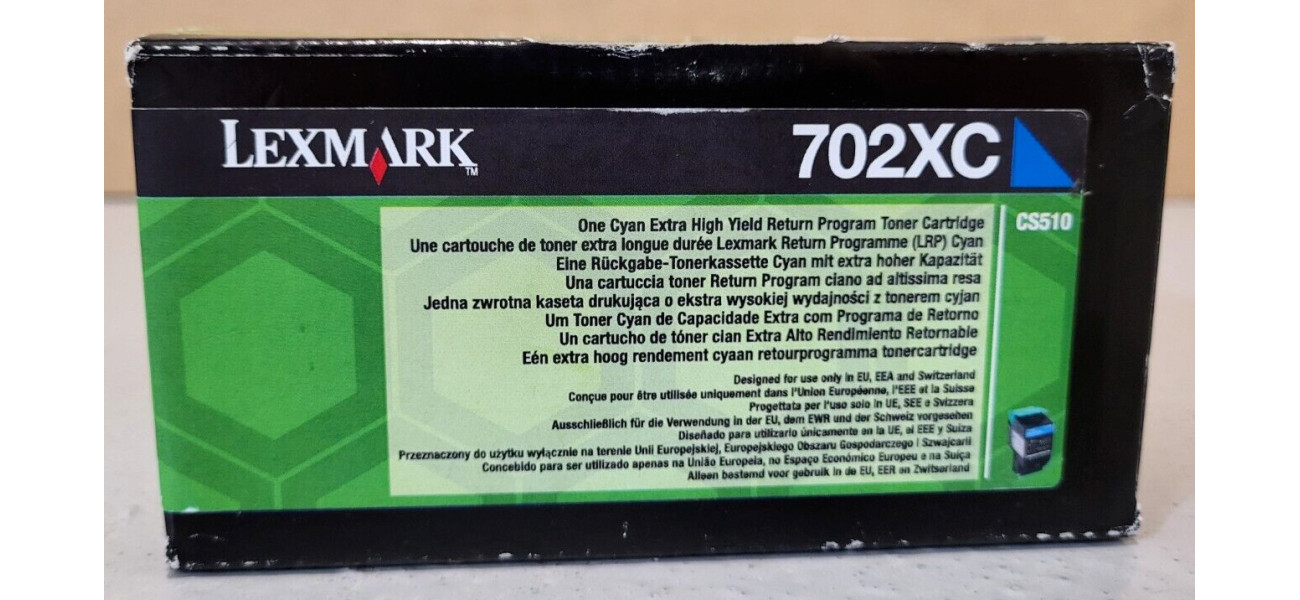 LEXMARK™
702XC
CS510
One Cyan Extra High Yield Return Program Toner Cartridge
Une cartouche de toner extra longue durée Lexmark Return Programme (LRP) Cyan
Eine Rückgabe-Tonerkassette Cyan mit extra hoher Kapazität
Una cartuccia toner Return Program ciano ad altissima resa
Jedna zwrotna kaseta drukująca o ekstra wysokiej wydajności z tonerem cyjan
Um Toner Cyan de Capacidade Extra com Programa de Retorno
Un cartucho de tóner cian Extra Alto Rendimiento Retornable
Eén extra hoog rendement cyaan retourprogramma tonercartridge
Designed for use only in EU, EEA and Switzerland
Conçue pour être utilisée uniquement dans l'Union Européenne, l'EEE et la Suisse
Progettata per l'uso solo in UE, SEE e Svizzera
Ausschließlich für die Verwendung in der EU, dem EWR und der Schweiz vorgesehen
Diseñado para utilizarlo únicamente en la UE, el EEE y Suiza
Przeznaczony do użytku wyłącznie na terenie Unii Europejskiej, Europejskiego Obszaru Gospodarczego i Szwajcarii
Concebido para ser utilizado apenas na União Europeia, no Espaço Económico Europeu e na Suíça
Alleen bestemd voor gebruik in de EU, EER en Zwitserland